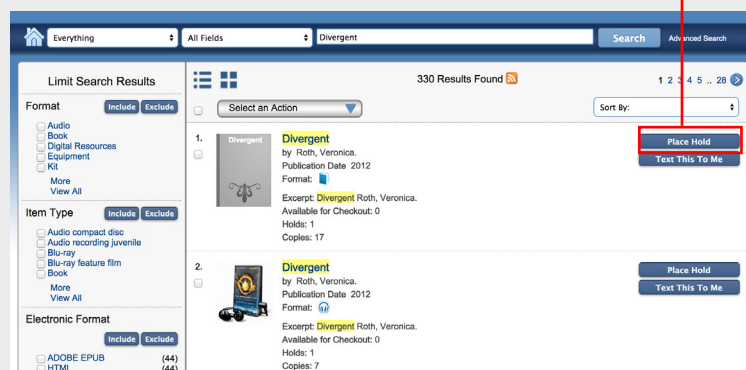 Everything
All Fields
Divergent
Search
Advanced Search
Limit Search Results
330 Results Found
1 2 3 4 5 .. 28
Format
Include Exclude
Select an Action
Sort By:
Audio
Book
Digital Resources
Equipment
Kit
More
View All
Item Type
Include Exclude
Audio compact disc
Audio recording juvenile
Blu-ray
Blu-ray feature film
Book
More
View All
Electronic Format
Include Exclude
ADOBE EPUB (44)
HTML (44)
1.
Divergent
Divergent
by Roth, Veronica.
Publication Date 2012
Format:
Excerpt: Divergent Roth, Veronica.
Available for Checkout: 0
Holds: 1
Copies: 17
Place Hold
Text This To Me
2.
Divergent
by Roth, Veronica.
Publication Date 2012
Format:
Excerpt: Divergent Roth, Veronica.
Available for Checkout: 0
Holds: 1
Copies: 7
Place Hold
Text This To Me